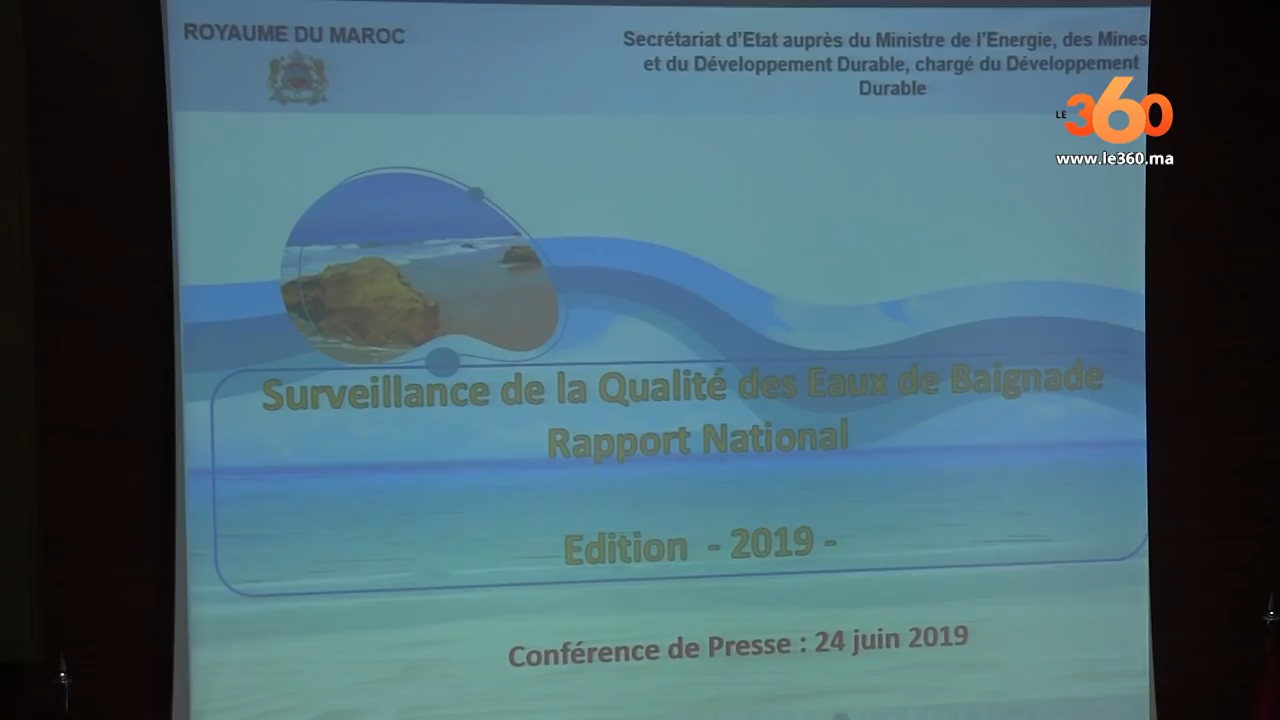 ROYAUME DU MAROC
Secrétariat d'Etat auprès du Ministre de l'Energie, des Mines
et du Développement Durable, chargé du Développement
Durable
LE 360
www.le360.ma
Surveillance de la Qualité des Eaux de Baignade
Rapport National
Edition - 2019 -
Conférence de Presse : 24 juin 2019